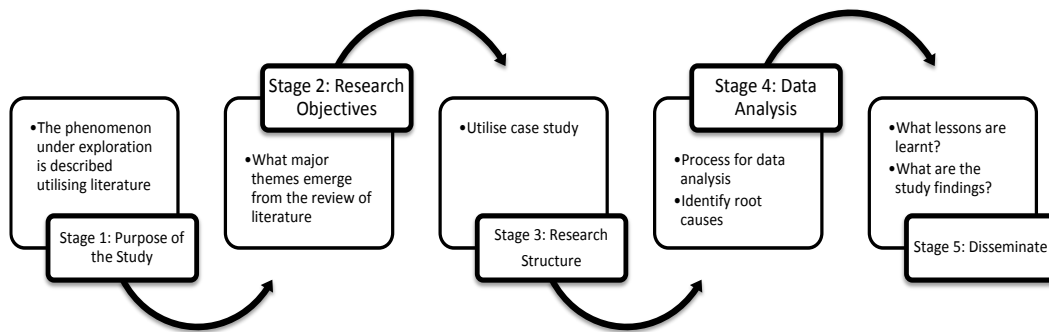 •The phenomenon
under exploration
is described
utilising literature
Stage 1: Purpose of
the Study
Stage 2: Research
Objectives
•What major
themes emerge
from the review of
literature
•Utilise case study
Stage 3: Research
Structure
Stage 4: Data
Analysis
•Process for data
analysis
•Identify root
causes
•What lessons are
learnt?
•What are the
study findings?
Stage 5: Disseminate